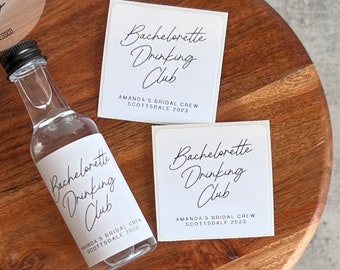 Bachelorette
Drinking
Club
AMANDA'S BRIDAL CREW
SCOTTSDALE 2023
Bachelorette
Drinking
Club
AMANDA'S BRIDAL CREW
SCOTTSDALE 2023
Bachelorette
Drinking
Club
AMANDA'S BRIDAL CREW
SCOTTSDALE 2023